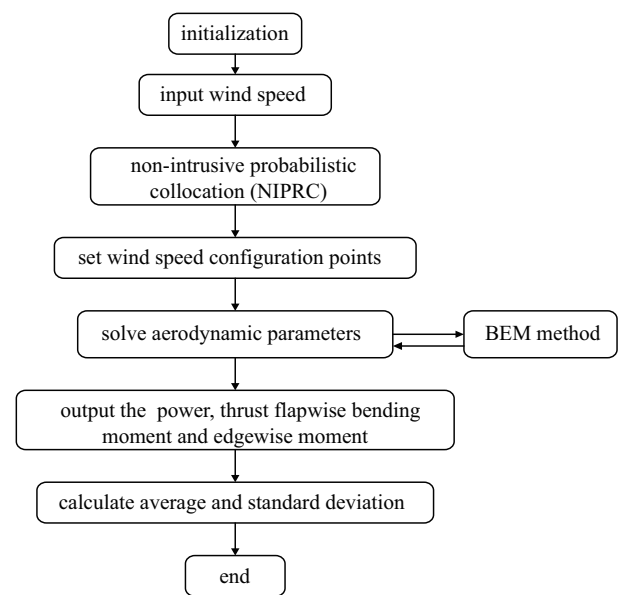 initialization
input wind speed
non-intrusive probabilistic
collocation (NIPRC)
set wind speed configuration points
solve aerodynamic parameters
BEM method
output the power, thrust flapwise bending
moment and edgewise moment
calculate average and standard deviation
end